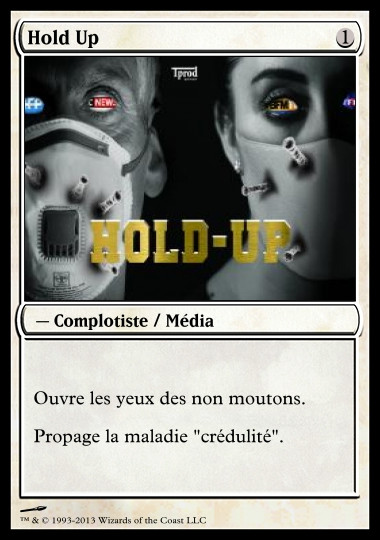 Hold Up
1
Tprod
NEWS
BFM
HOLD-UP
— Complotiste / Média
Ouvre les yeux des non moutons.
Propage la maladie "crédulité".
™ & © 1993-2013 Wizards of the Coast LLC